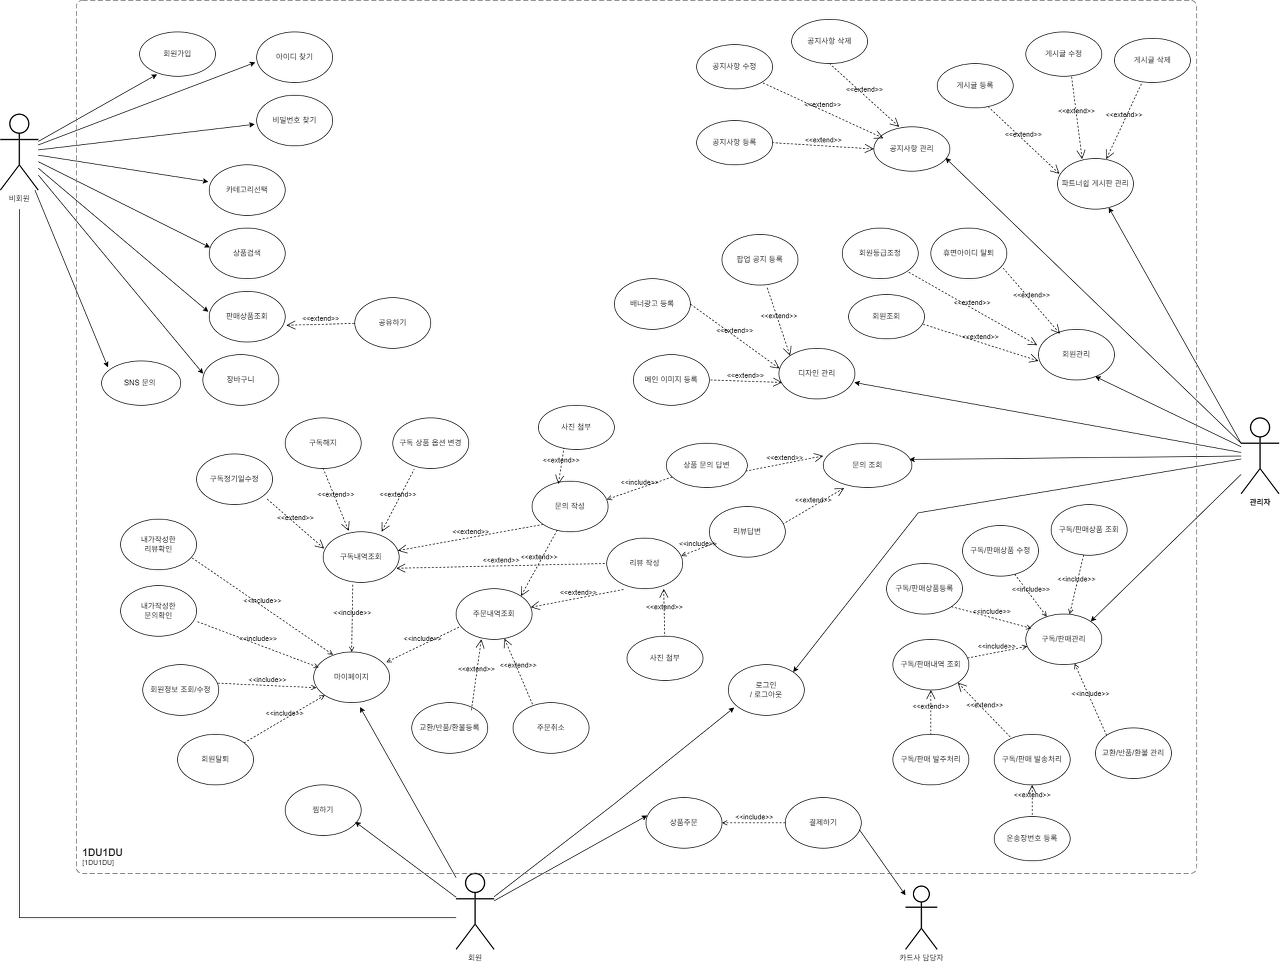 회원가입
아이디 찾기
비밀번호 찾기
카테고리선택
상품검색
판매상품조회
<<extend>>
공유하기
SNS 문의
장바구니
비회원
공지사항 삭제
공지사항 수정
<<extend>>
<<extend>>
공지사항 등록
<<extend>>
공지사항 관리
게시글 수정
게시글 삭제
게시글 등록
<<extend>>
<<extend>>
<<extend>>
파트너쉽 게시판 관리
팝업 공지 등록
배너광고 등록
<<extend>>
<<extend>>
메인 이미지 등록
<<extend>>
디자인 관리
회원등급조정
휴면아이디 탈퇴
<<extend>>
<<extend>>
회원조회
<<extend>>
회원관리
관리자
구독해지
구독 상품 옵션 변경
구독정기일수정
<<extend>>
<<extend>>
<<extend>>
구독내역조회
사진 첨부
<<extend>>
문의 작성
<<include>>
상품 문의 답변
<<extend>>
문의 조회
<<extend>>
리뷰답변
<<include>>
리뷰 작성
<<extend>>
<<extend>>
<<extend>>
<<extend>>
<<extend>>
사진 첨부
내가작성한
리뷰확인
<<include>>
내가작성한
문의확인
<<include>>
<<include>>
주문내역조회
<<include>>
마이페이지
회원정보 조회/수정
<<include>>
<<include>>
회원탈퇴
<<extend>>
<<extend>>
교환/반품/환불등록
주문취소
로그인
/ 로그아웃
구독/판매상품 조회
구독/판매상품 수정
구독/판매상품등록
<<include>>
<<include>>
<<include>>
구독/판매관리
구독/판매내역 조회
<<include>>
<<include>>
<<extend>>
<<extend>>
구독/판매 발주처리
구독/판매 발송처리
교환/반품/환불 관리
<<extend>>
운송장번호 등록
찜하기
상품주문
<<include>>
결제하기
1DU1DU
[1DU1DU]
회원
카드사 담당자